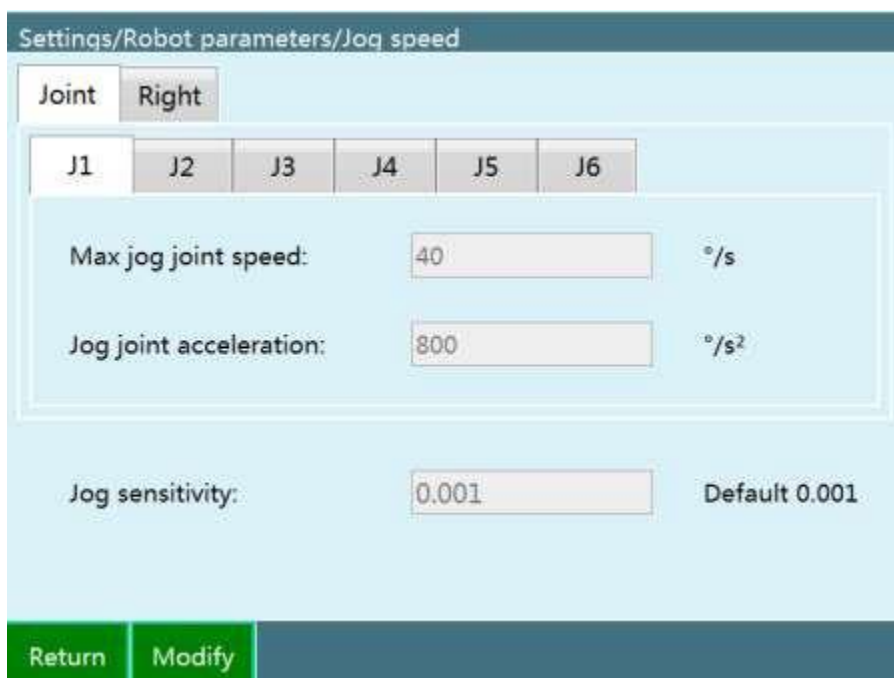 Settings/Robot parameters/Jog speed
Joint Right
J1 J2 J3 J4 J5 J6
Max jog joint speed: 40 °/s
Jog joint acceleration: 800 °/s²
Jog sensitivity: 0.001 Default 0.001
Return Modify